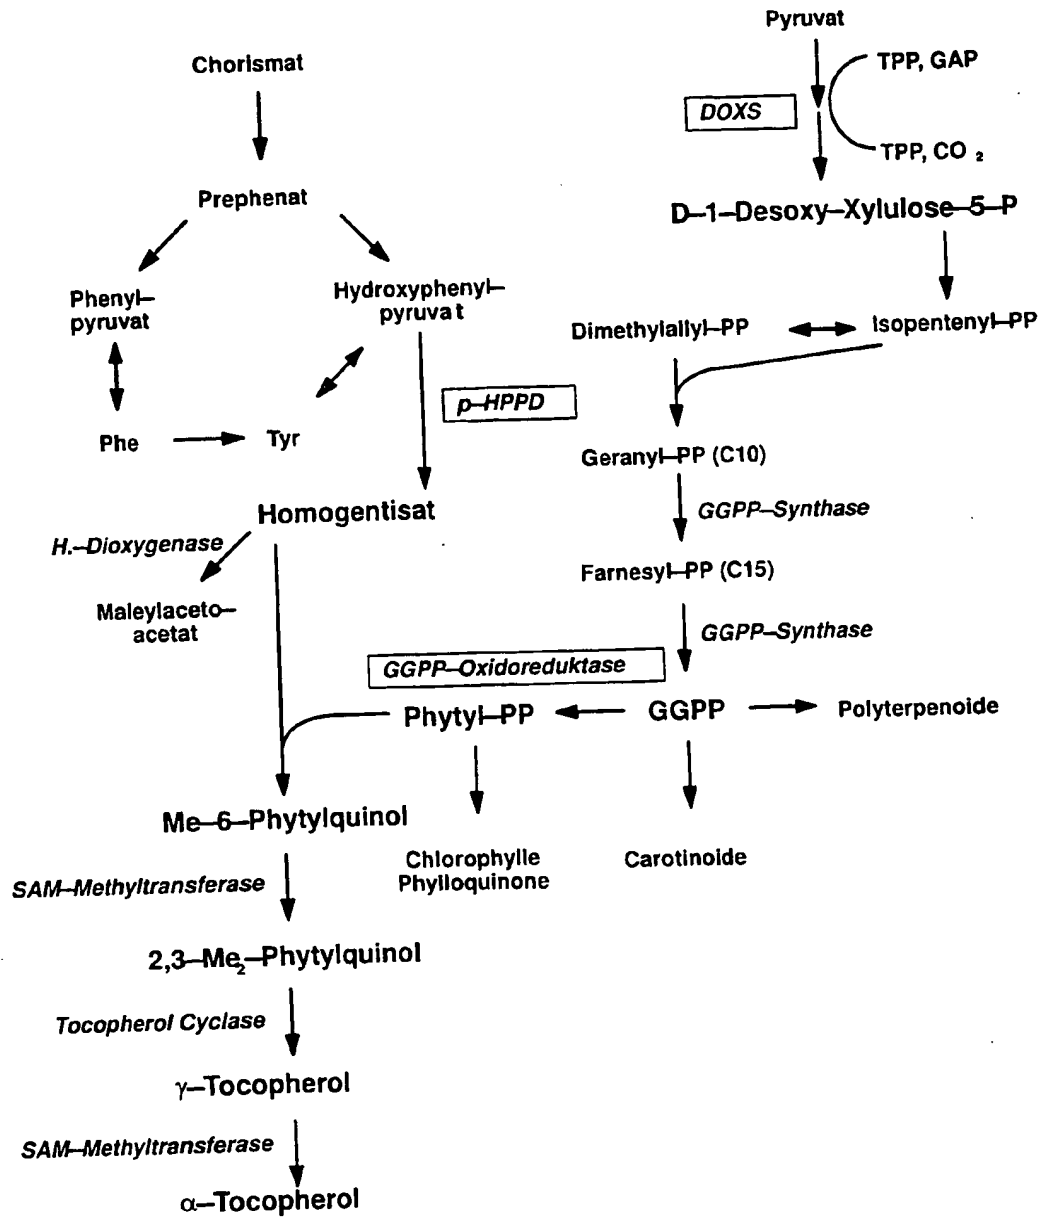 Pyruvat
Chorismat
TPP, GAP
DOXS
TPP, CO₂
Prephenat
D–1–Desoxy–Xylulose–5–P
Phenyl–
pyruvat
Hydroxyphenyl–
pyruvat
Dimethylallyl–PP
Isopentenyl–PP
p–HPPD
Phe
Tyr
Geranyl–PP (C10)
Homogentisat
GGPP–Synthase
H.–Dioxygenase
Farnesyl–PP (C15)
Maleylaceto–
acetat
GGPP–Synthase
GGPP–Oxidoreduktase
Phytyl–PP
GGPP
Polyterpenoide
Me–6–Phytylquinol
Chlorophylle
Phylloquinone
Carotinoide
SAM–Methyltransferase
2,3–Me₂–Phytylquinol
Tocopherol Cyclase
γ–Tocopherol
SAM–Methyltransferase
α–Tocopherol